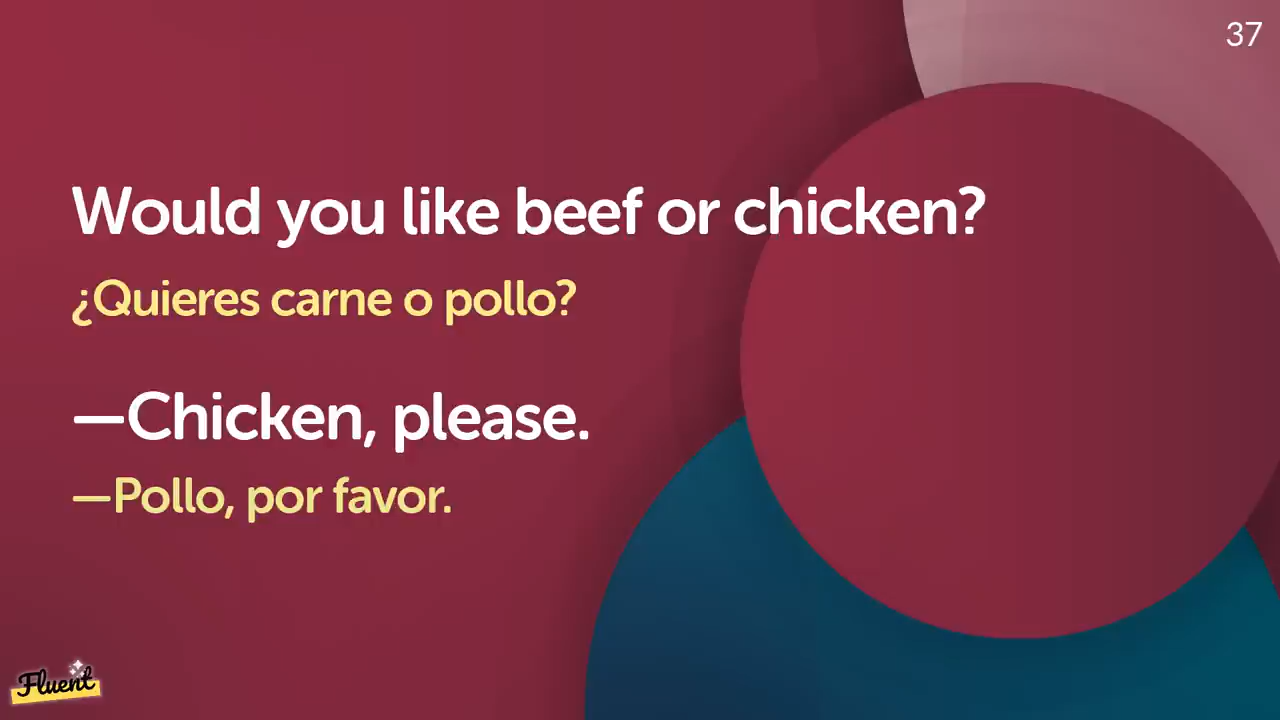 37
Would you like beef or chicken?
¿Quieres carne o pollo?
—Chicken, please.
—Pollo, por favor.
Fluent